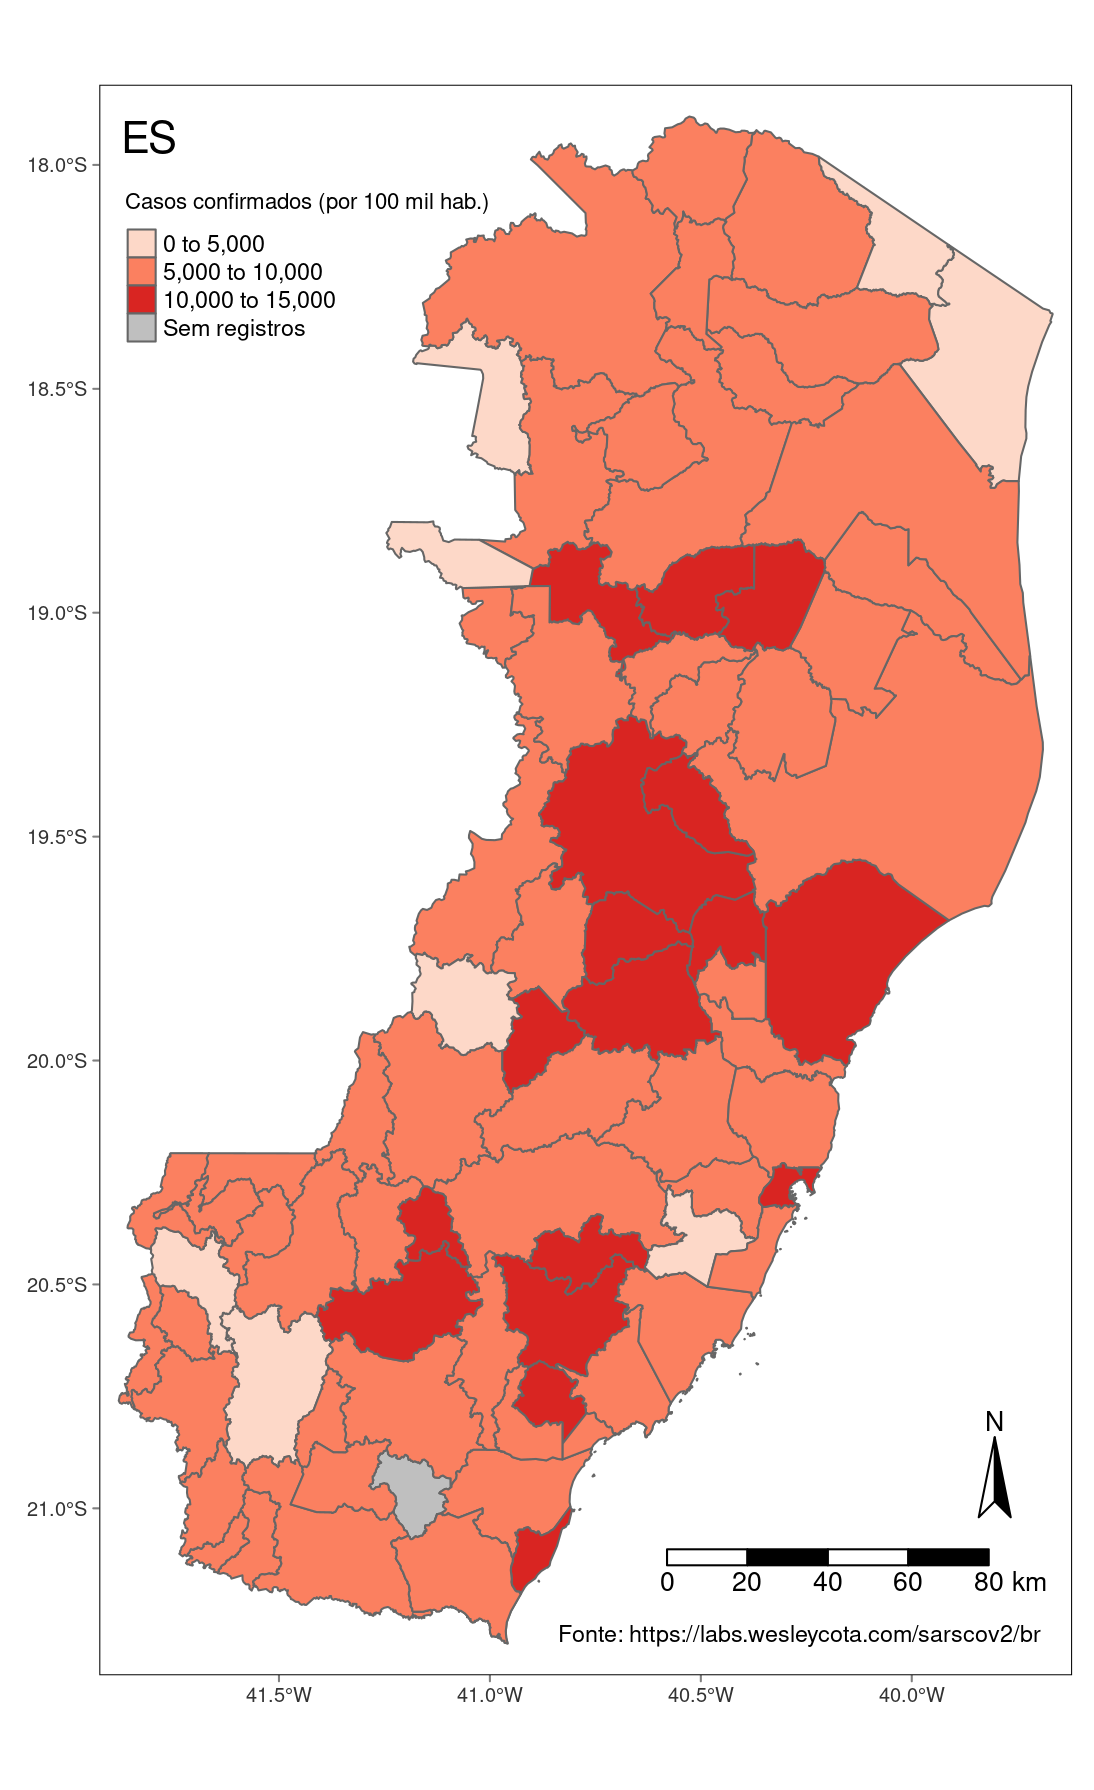 ES
Casos confirmados (por 100 mil hab.)
0 to 5,000
5,000 to 10,000
10,000 to 15,000
Sem registros
18.0°S
18.5°S
19.0°S
19.5°S
20.0°S
20.5°S
21.0°S
N
0 20 40 60 80 km
Fonte: https://labs.wesleycota.com/sarscov2/br
41.5°W 41.0°W 40.5°W 40.0°W